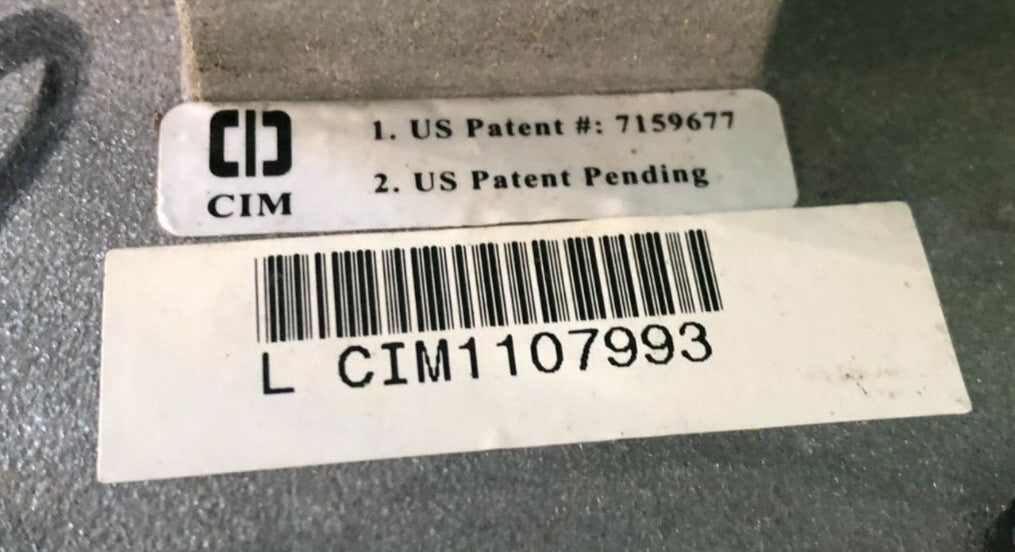 1. US Patent #: 7159677
2. US Patent Pending
CIM
L CIM1107993